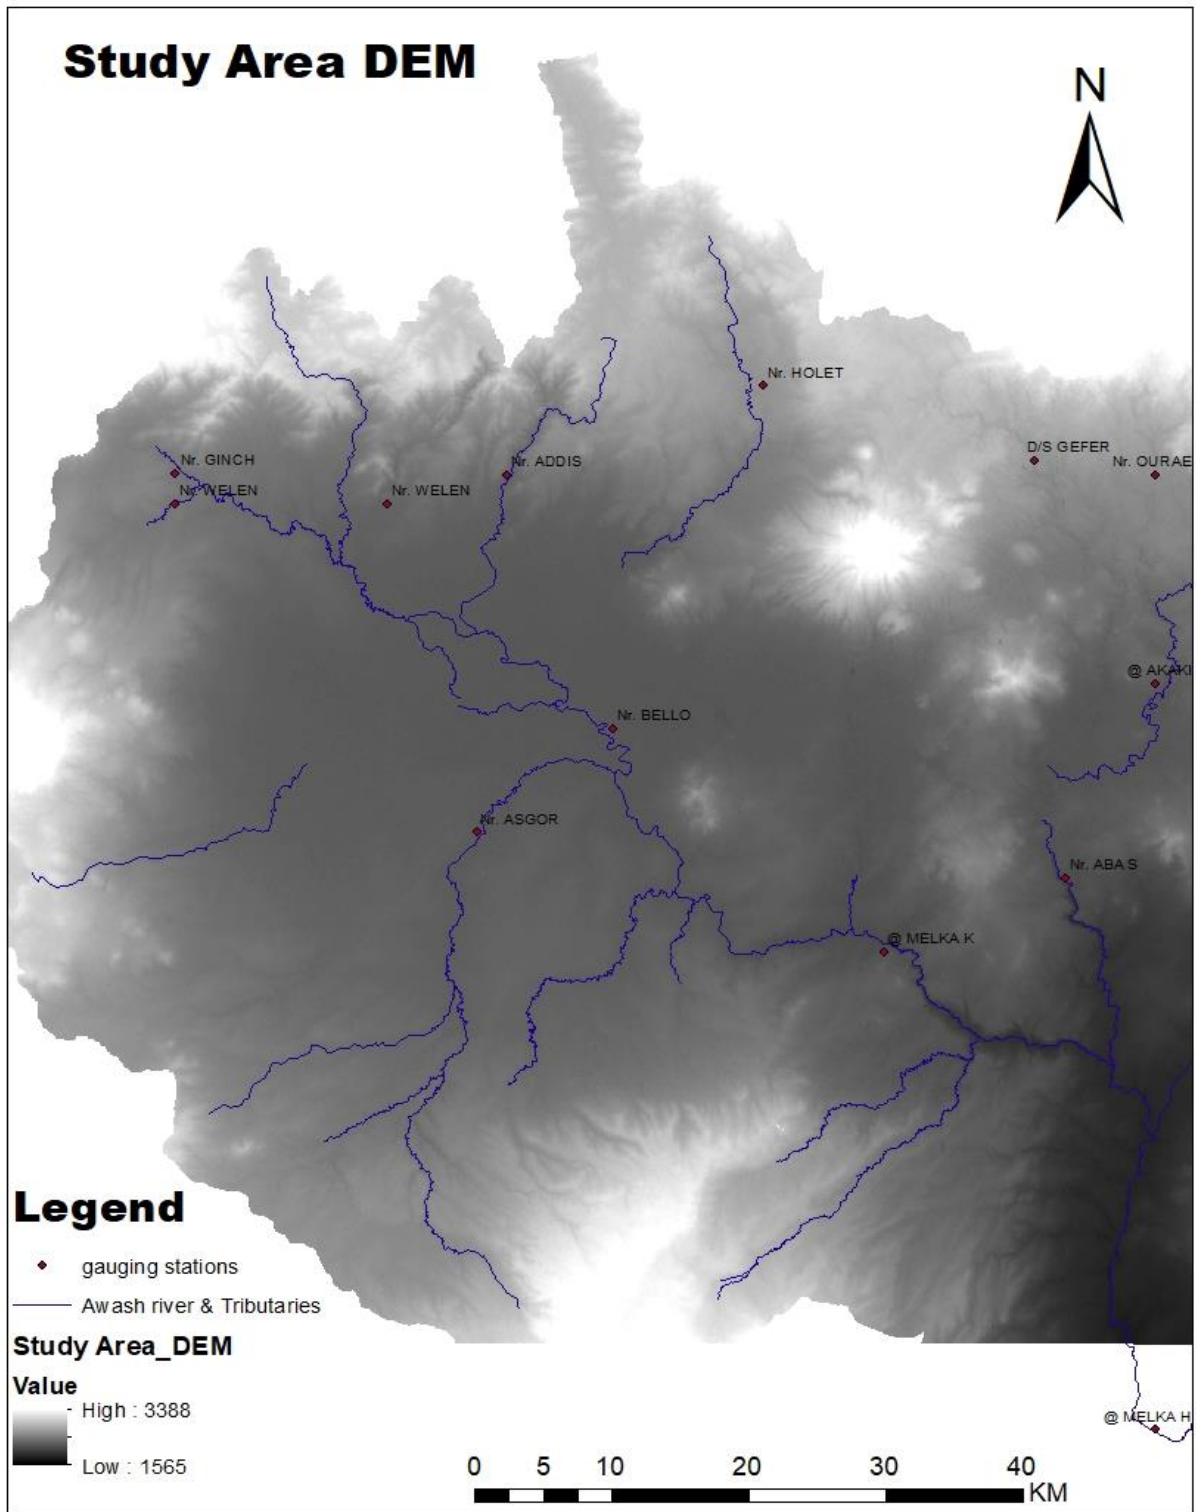 Study Area DEM
N
Nr. HOLET
D/S GEFER
Nr. OURAE
Nr. GINCH
Nr. ADDIS
Nr. WELEN
Nr. WELEN
@ AKAKI
Nr. BELLO
Nr. ASGOR
Nr. ABA S
@ MELKA K
Legend
gauging stations
Awash river & Tributaries
Study Area_DEM
Value
High : 3388
Low : 1565
@ MELKA H
0 5 10 20 30 40
KM